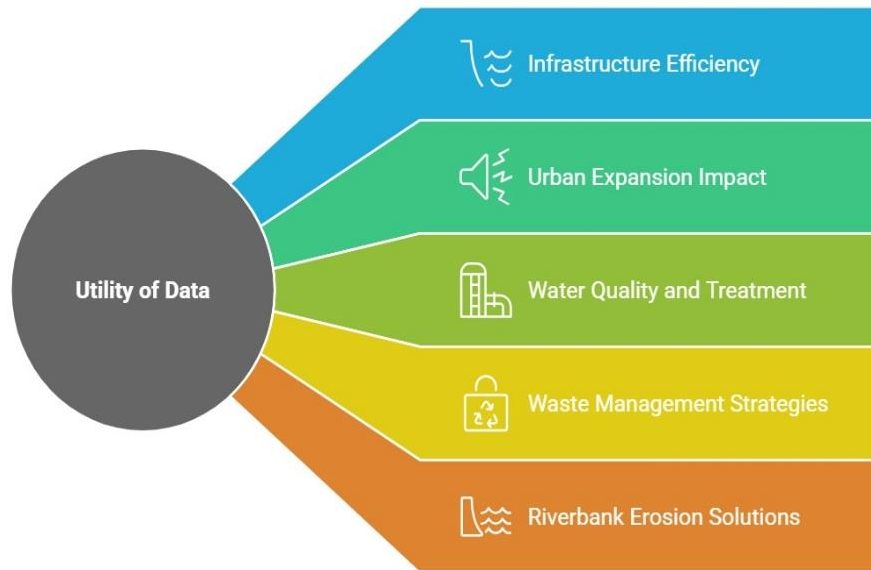 Infrastructure Efficiency
Urban Expansion Impact
Utility of Data
Water Quality and Treatment
Waste Management Strategies
Riverbank Erosion Solutions